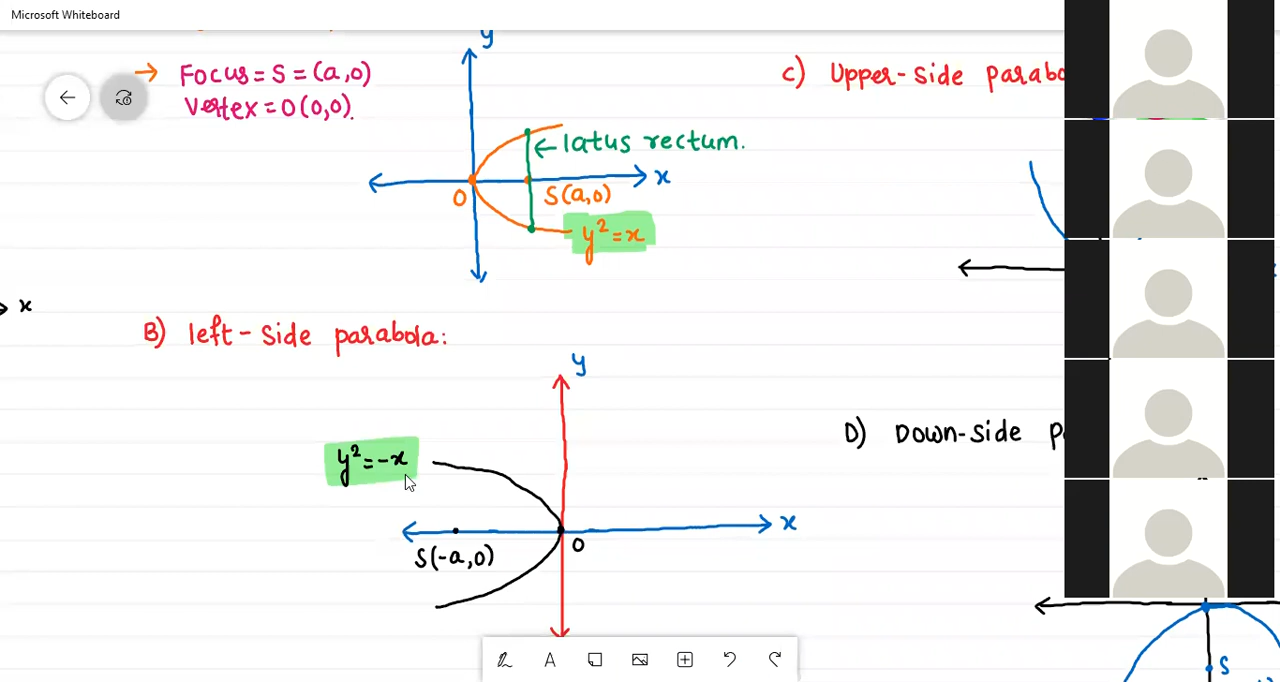 Microsoft Whiteboard
→ Focus = S = (a,0)
Vertex = O(0,0).
y
← latus rectum.
x
O
S(a,0)
y² = x
C) Upper-side
x
B) left-side parabola:
y
y² = -x
x
S(-a,0)
O
D) Down-side
S